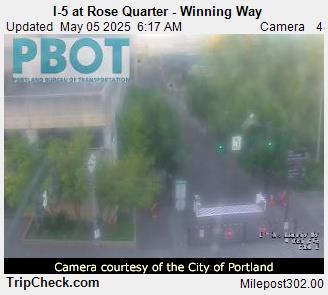 I-5 at Rose Quarter - Winning Way
Updated May 05 2025 6:17 AM Camera 4
PBOT
PORTLAND BUREAU OF TRANSPORTATION
Camera courtesy of the City of Portland
TripCheck.com Milepost302.00